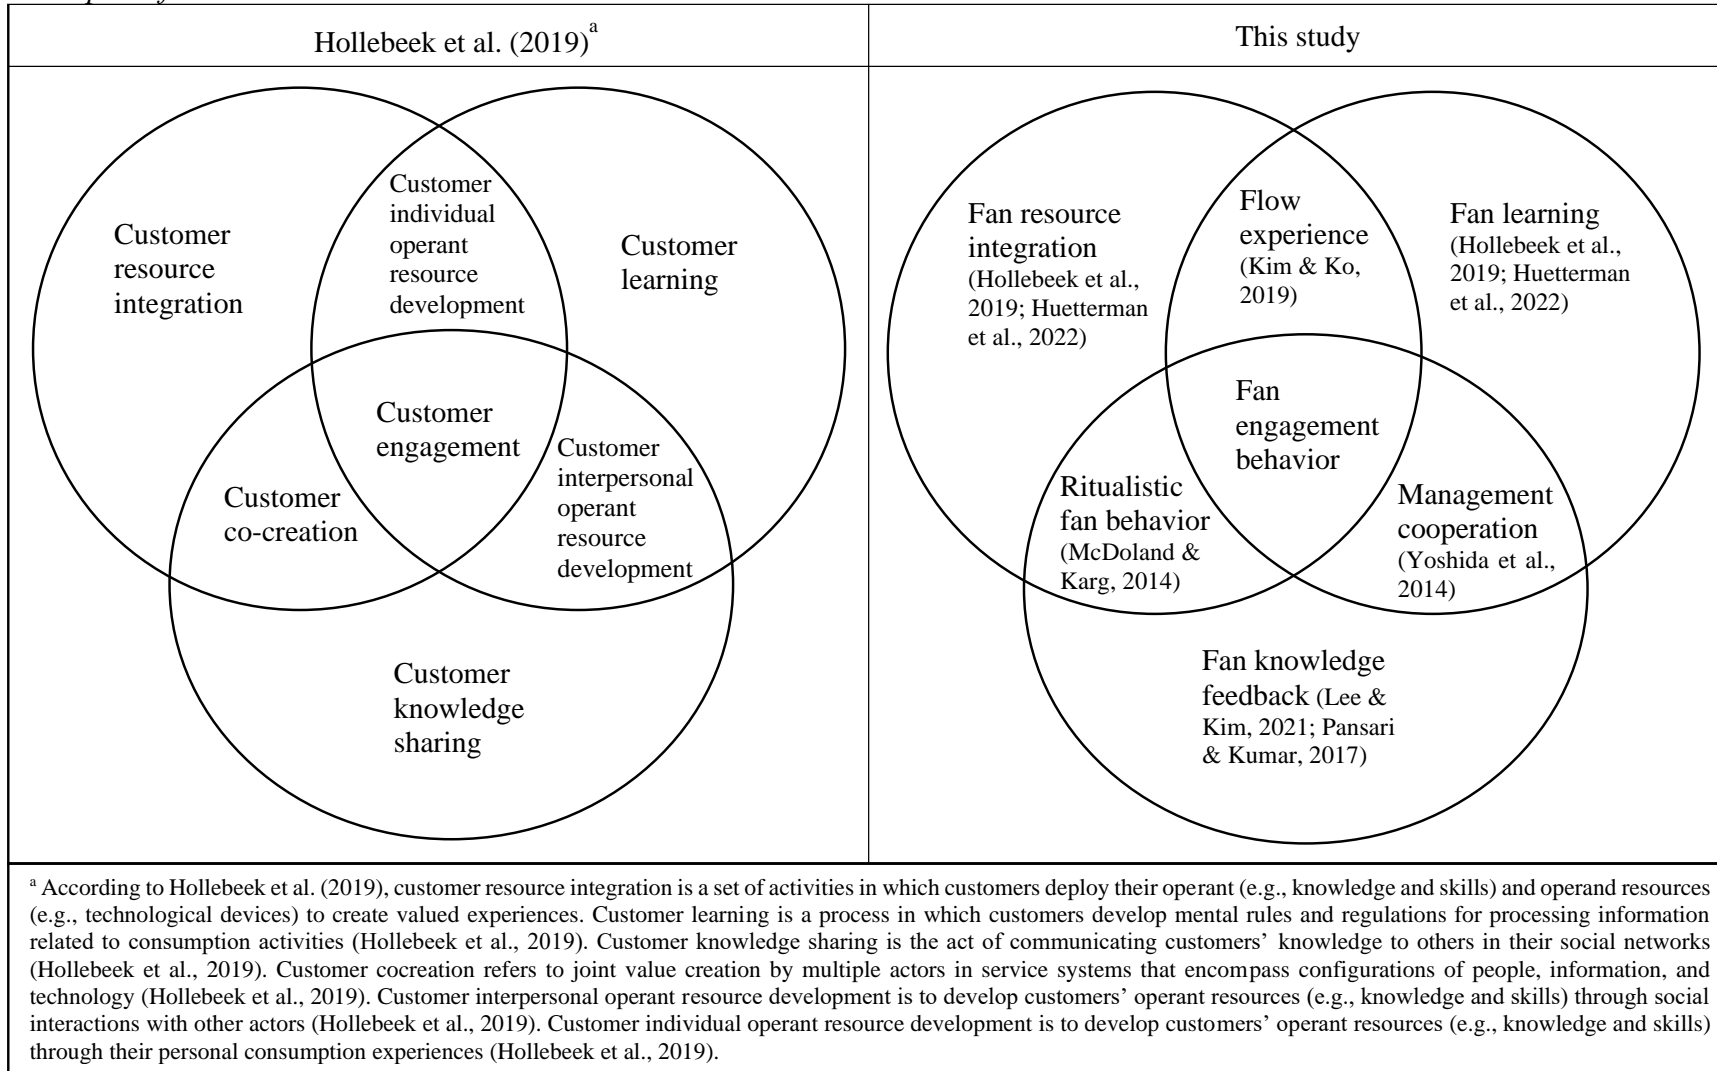 Hollebeek et al. (2019)a
This study
Customer
resource
integration
Customer
individual
operant
resource
development
Customer
learning
Customer
engagement
Customer
co-creation
Customer
interpersonal
operant
resource
development
Customer
knowledge
sharing
Fan resource
integration
(Hollebeek et al.,
2019; Huetterman
et al., 2022)
Flow
experience
(Kim & Ko,
2019)
Fan learning
(Hollebeek et al.,
2019; Huetterman
et al., 2022)
Fan
engagement
behavior
Ritualistic
fan behavior
(McDoland &
Karg, 2014)
Management
cooperation
(Yoshida et al.,
2014)
Fan knowledge
feedback (Lee &
Kim, 2021; Pansari
& Kumar, 2017)
a According to Hollebeek et al. (2019), customer resource integration is a set of activities in which customers deploy their operant (e.g., knowledge and skills) and operand resources
(e.g., technological devices) to create valued experiences. Customer learning is a process in which customers develop mental rules and regulations for processing information
related to consumption activities (Hollebeek et al., 2019). Customer knowledge sharing is the act of communicating customers’ knowledge to others in their social networks
(Hollebeek et al., 2019). Customer cocreation refers to joint value creation by multiple actors in service systems that encompass configurations of people, information, and
technology (Hollebeek et al., 2019). Customer interpersonal operant resource development is to develop customers’ operant resources (e.g., knowledge and skills) through social
interactions with other actors (Hollebeek et al., 2019). Customer individual operant resource development is to develop customers’ operant resources (e.g., knowledge and skills)
through their personal consumption experiences (Hollebeek et al., 2019).